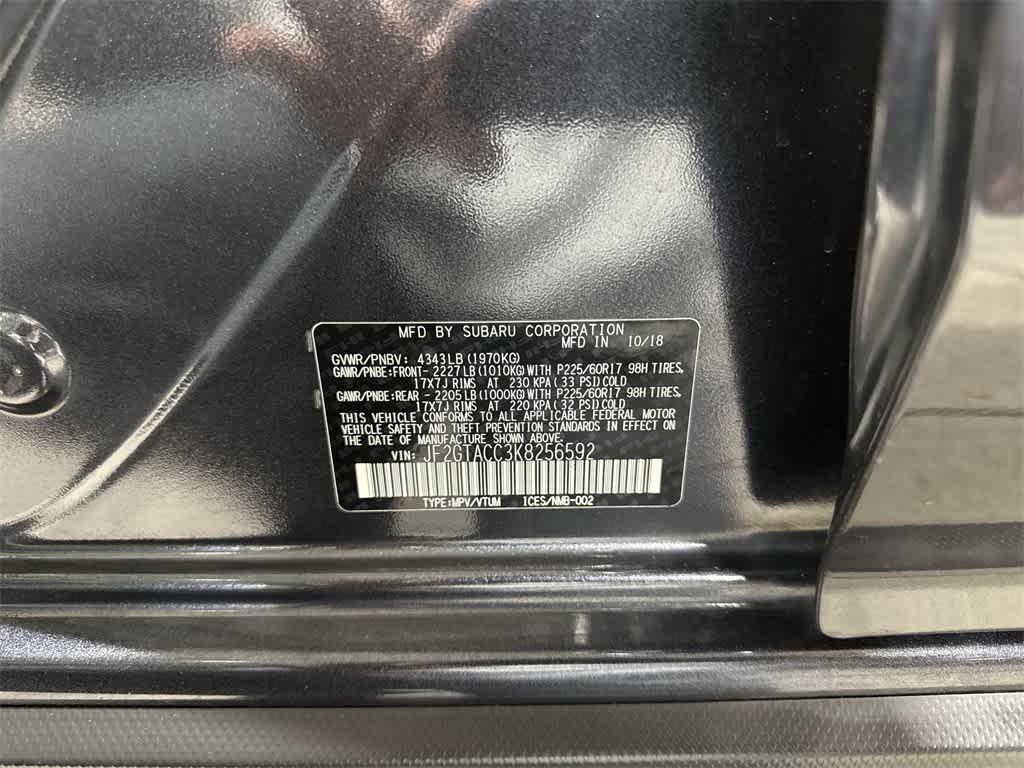 MFD BY SUBARU CORPORATION
MFD IN 10/18
GVWR/PNBV: 4343LB (1970KG)
GAWR/PNBE:FRONT- 2227LB(1010KG)WITH P225/60R17 98H TIRES,
17X7J RIMS AT 230 KPA(33 PSI)COLD
GAWR/PNBE:REAR - 2205LB(1000KG)WITH P225/60R17 98H TIRES,
17X7J RIMS AT 220 KPA(32 PSI)COLD
THIS VEHICLE CONFORMS TO ALL APPLICABLE FEDERAL MOTOR
VEHICLE SAFETY AND THEFT PREVENTION STANDARDS IN EFFECT ON
THE DATE OF MANUFACTURE SHOWN ABOVE.
VIN: JF2GTACC3K8256592
TYPE:MPV/VTUM ICES/NMB-002